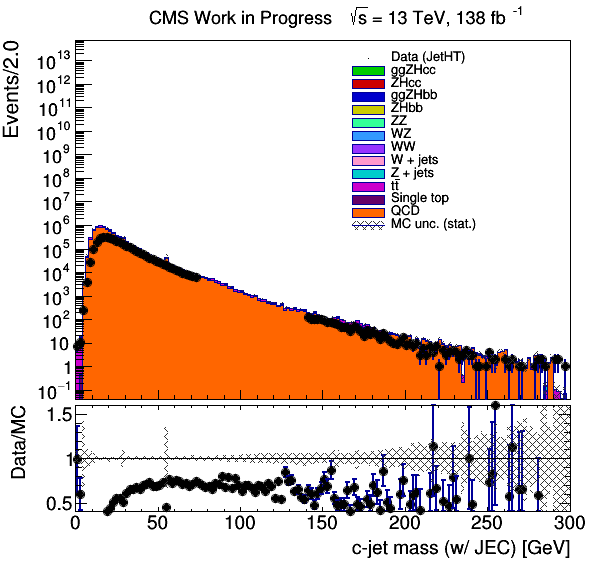 CMS Work in Progress √s = 13 TeV, 138 fb⁻¹
Events/2.0
10¹³
10¹²
10¹¹
10¹⁰
10⁹
10⁸
10⁷
10⁶
10⁵
10⁴
10³
10²
10
1
10⁻¹
Data (JetHT)
ggZHcc
ZHcc
ggZHbb
ZHbb
ZZ
WZ
WW
W + jets
Z + jets
tt̄
Single top
QCD
MC unc. (stat.)
Data/MC
1.5
1
0.5
0 50 100 150 200 250 300
c-jet mass (w/ JEC) [GeV]